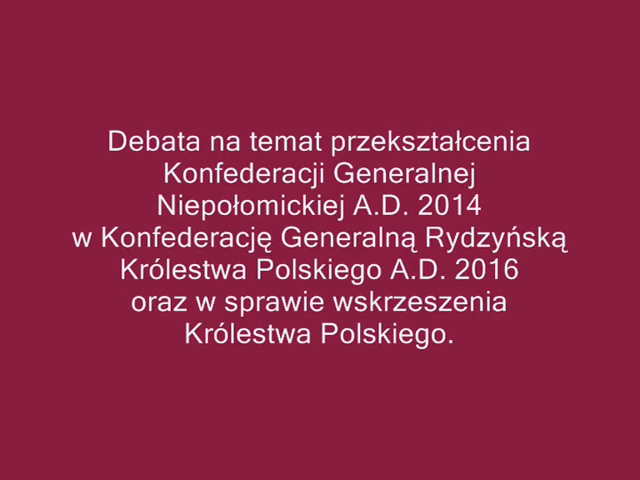 Debata na temat przekształcenia
Konfederacji Generalnej
Niepołomickiej A.D. 2014
w Konfederację Generalną Rydzyńską
Królestwa Polskiego A.D. 2016
oraz w sprawie wskrzeszenia
Królestwa Polskiego.